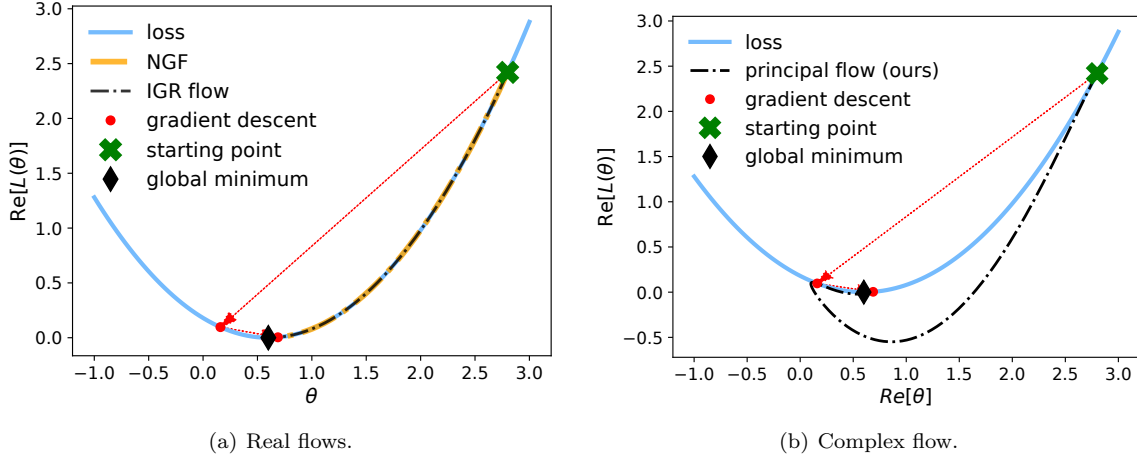 loss
NGF
IGR flow
gradient descent
starting point
global minimum
Re[L(θ)]
3.0
2.5
2.0
1.5
1.0
0.5
0.0
−1.0 −0.5 0.0 0.5 1.0 1.5 2.0 2.5 3.0
θ
(a) Real flows.
loss
principal flow (ours)
gradient descent
starting point
global minimum
Re[L(θ)]
3.0
2.5
2.0
1.5
1.0
0.5
0.0
−0.5
−1.0 −0.5 0.0 0.5 1.0 1.5 2.0 2.5 3.0
Re[θ]
(b) Complex flow.